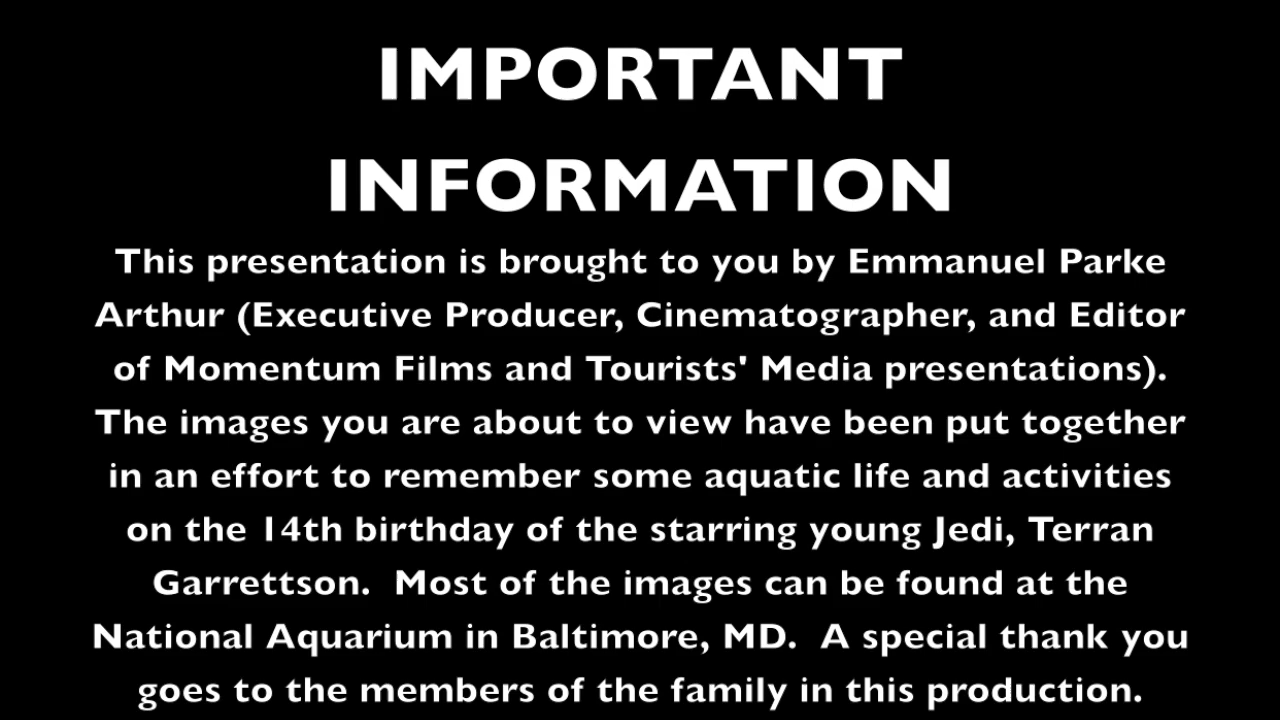 IMPORTANT
INFORMATION
This presentation is brought to you by Emmanuel Parke
Arthur (Executive Producer, Cinematographer, and Editor
of Momentum Films and Tourists' Media presentations).
The images you are about to view have been put together
in an effort to remember some aquatic life and activities
on the 14th birthday of the starring young Jedi, Terran
Garrettson.  Most of the images can be found at the
National Aquarium in Baltimore, MD.  A special thank you
goes to the members of the family in this production.